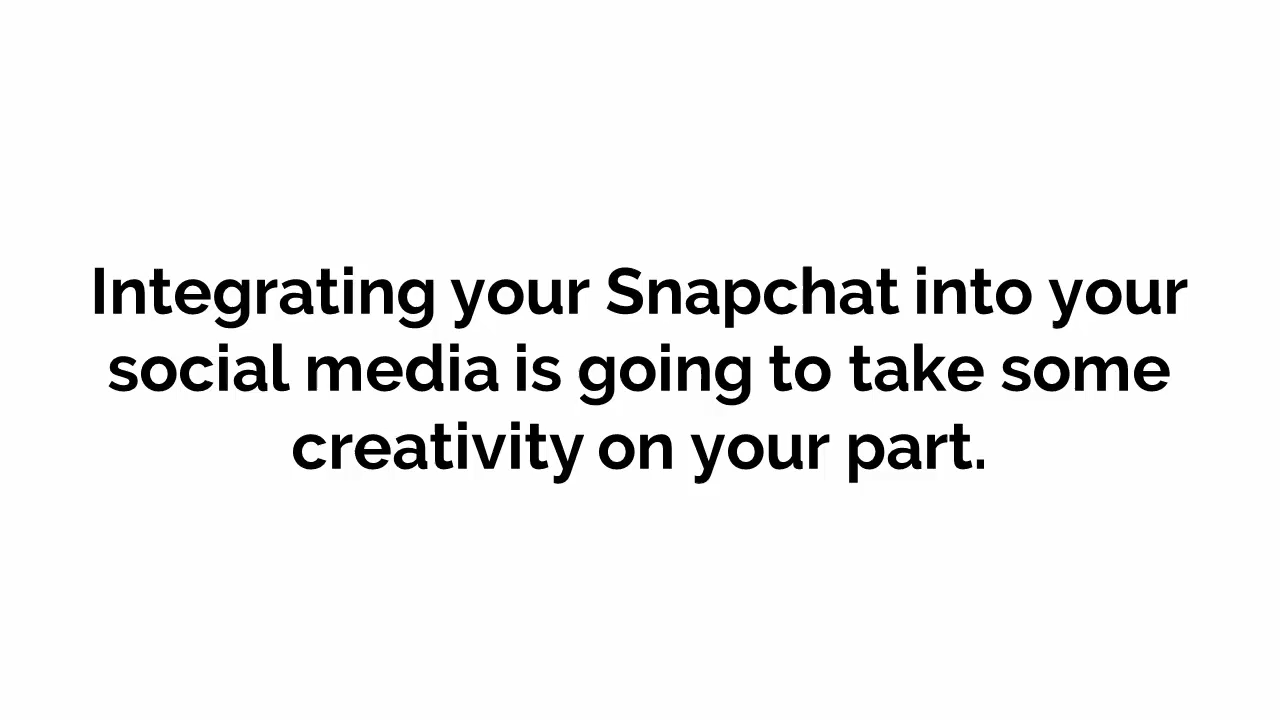 Integrating your Snapchat into your
social media is going to take some
creativity on your part.